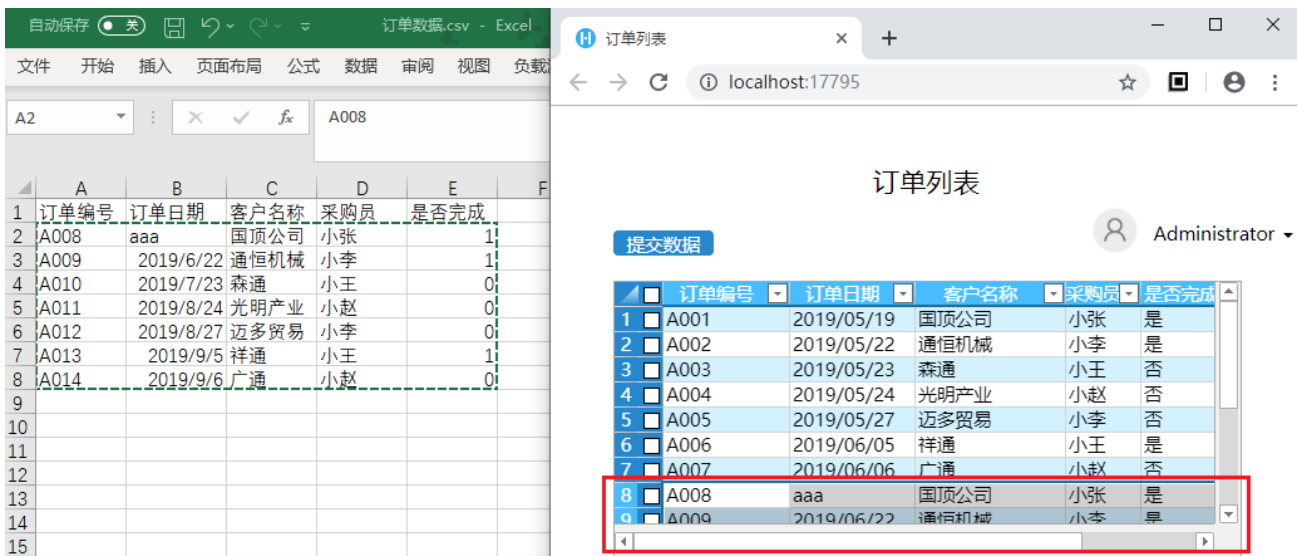 自动保存 关 订单数据.csv - Excel
文件 开始 插入 页面布局 公式 数据 审阅 视图 负载
A2 fx A008
A B C D E F
1 订单编号 订单日期 客户名称 采购员 是否完成
2 A008 aaa 国顶公司 小张 1
3 A009 2019/6/22 通恒机械 小李 1
4 A010 2019/7/23 森通 小王 0
5 A011 2019/8/24 光明产业 小赵 0
6 A012 2019/8/27 迈多贸易 小李 0
7 A013 2019/9/5 祥通 小王 1
8 A014 2019/9/6 广通 小赵 0
9
10
11
12
13
14
15
订单列表
localhost:17795
订单列表
提交数据 Administrator
订单编号 订单日期 客户名称 采购员 是否完成
1 A001 2019/05/19 国顶公司 小张 是
2 A002 2019/05/22 通恒机械 小李 是
3 A003 2019/05/23 森通 小王 否
4 A004 2019/05/24 光明产业 小赵 否
5 A005 2019/05/27 迈多贸易 小李 否
6 A006 2019/06/05 祥通 小王 是
7 A007 2019/06/06 广通 小赵 否
8 A008 aaa 国顶公司 小张 是
9 A009 2019/06/22 通恒机械 小李 是